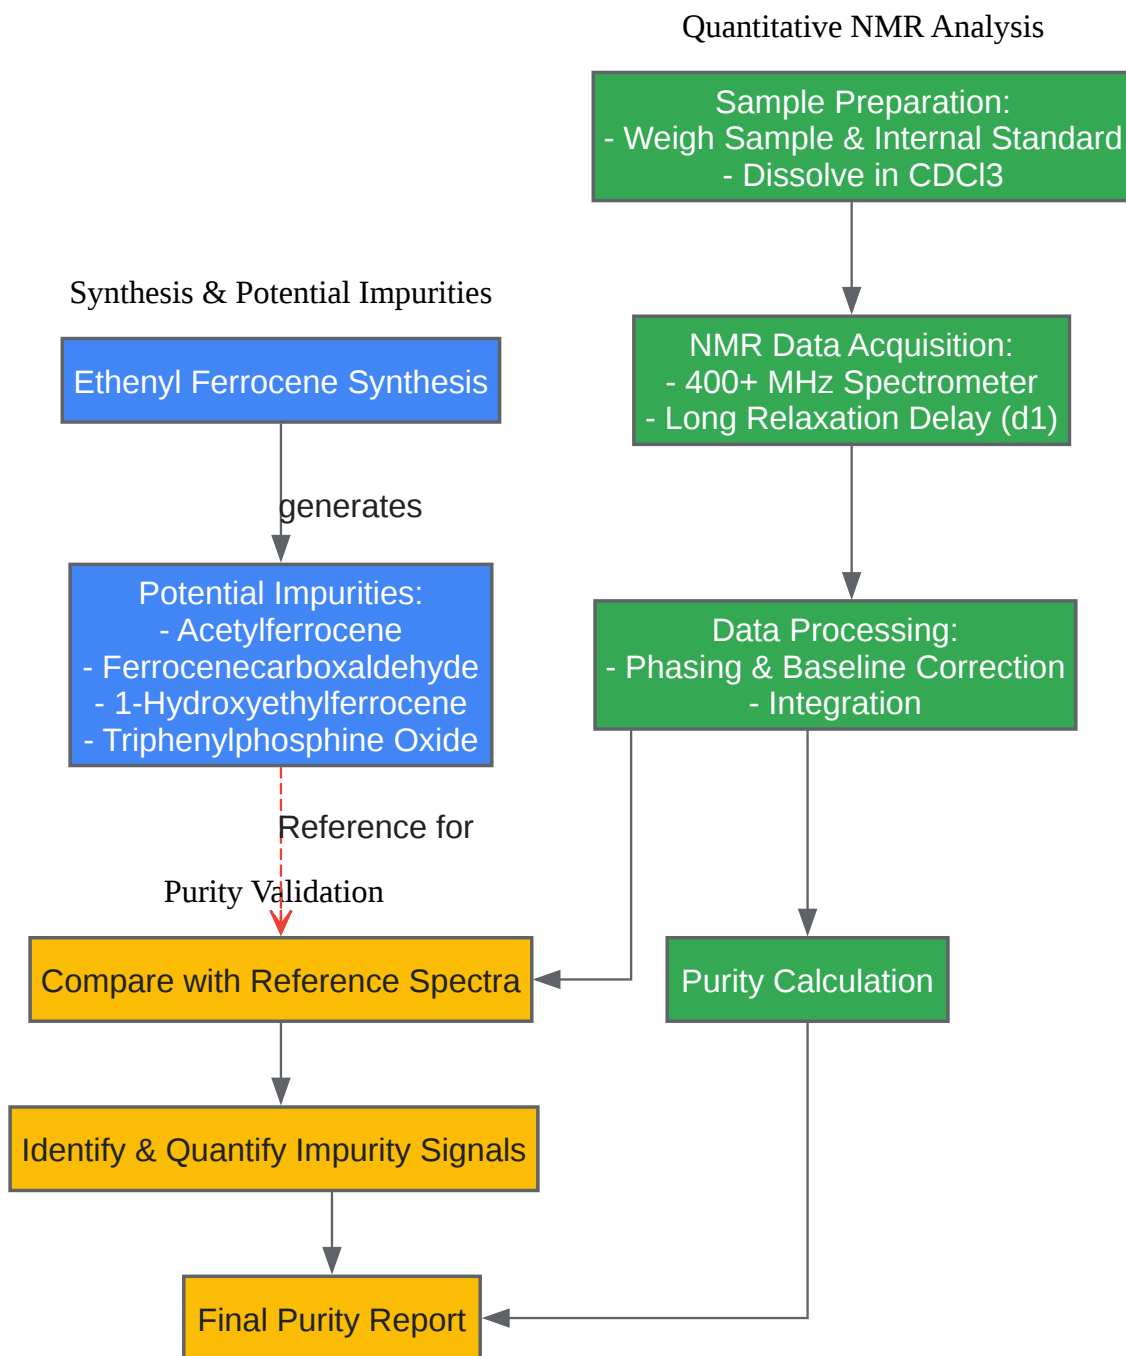 Quantitative NMR Analysis
Sample Preparation:
- Weigh Sample & Internal Standard
- Dissolve in CDCl3
Synthesis & Potential Impurities
Ethenyl Ferrocene Synthesis
NMR Data Acquisition:
- 400+ MHz Spectrometer
- Long Relaxation Delay (d1)
generates
Potential Impurities:
- Acetylferrocene
- Ferrocenecarboxaldehyde
- 1-Hydroxyethylferrocene
- Triphenylphosphine Oxide
Data Processing:
- Phasing & Baseline Correction
- Integration
Reference for
Purity Validation
Compare with Reference Spectra
Purity Calculation
Identify & Quantify Impurity Signals
Final Purity Report